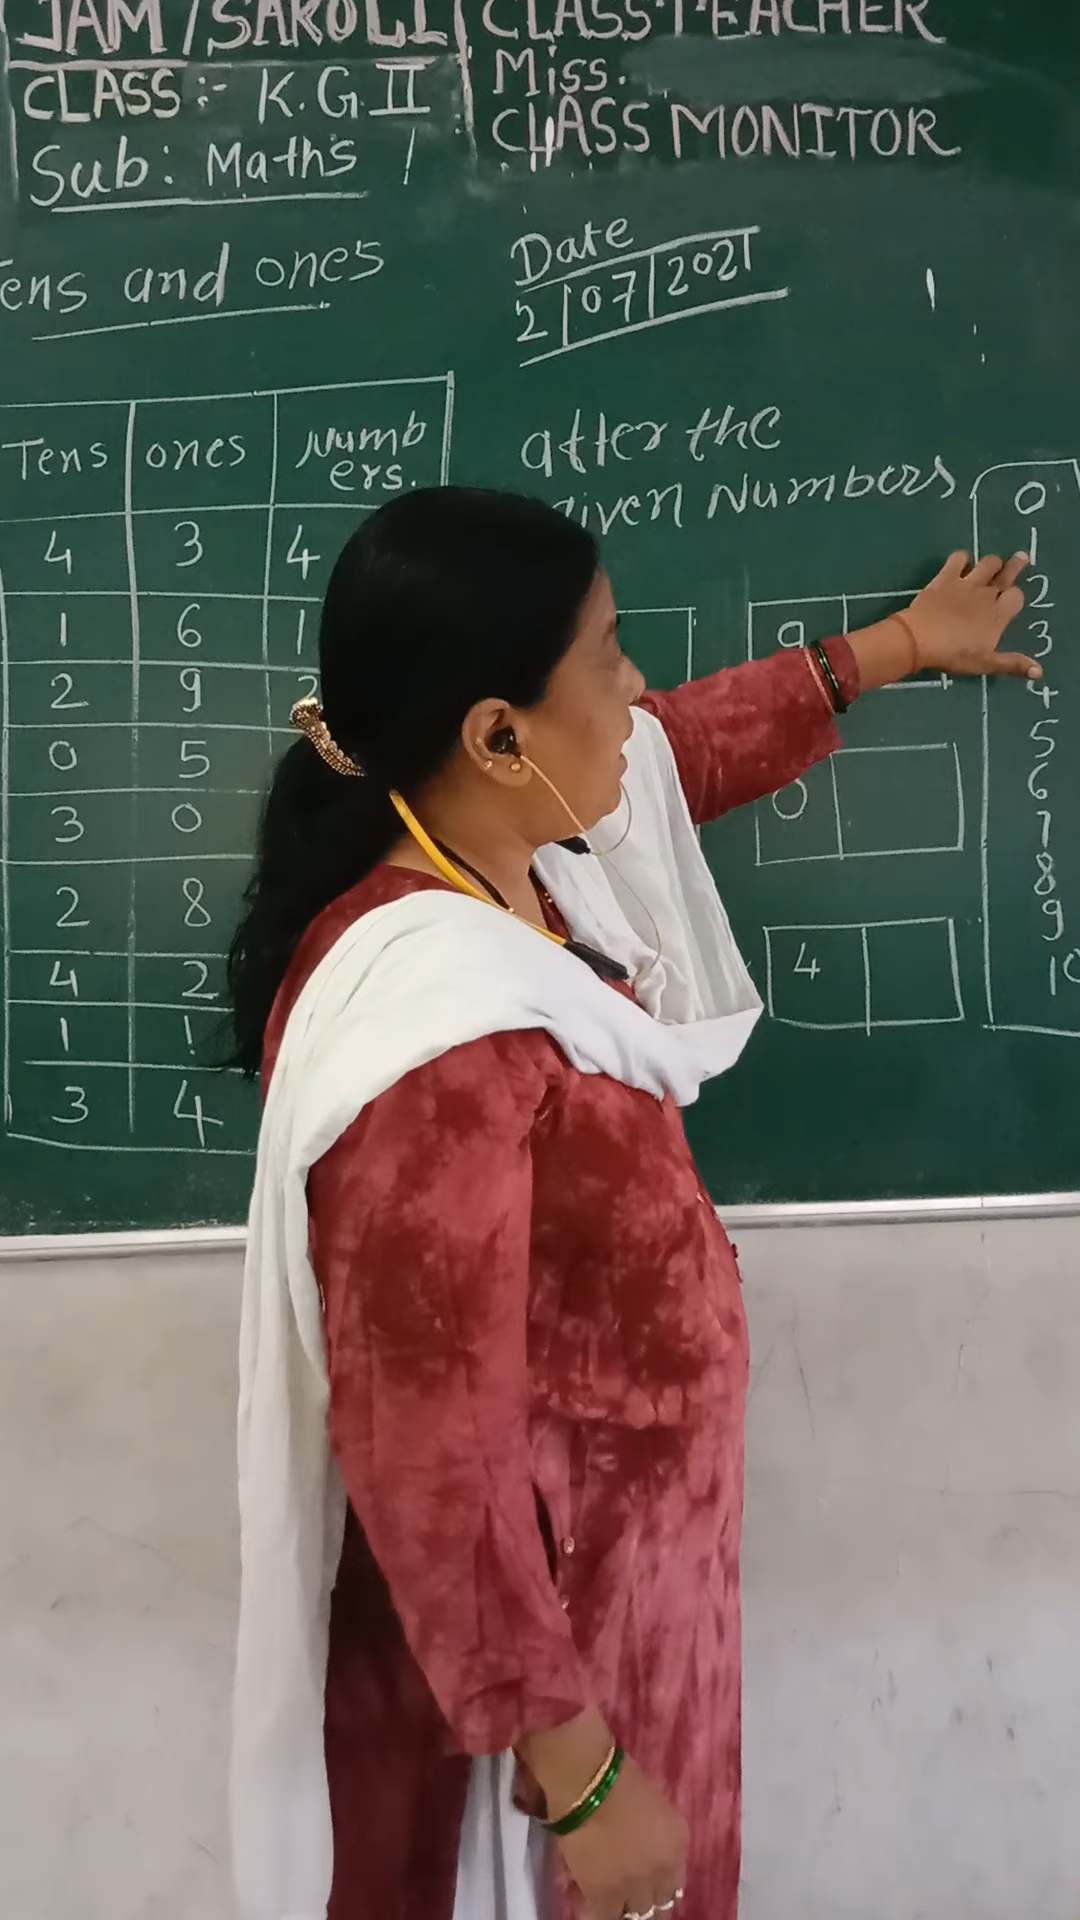 JAM / SAROLI
CLASS :- K.G.II
Sub: Maths
CLASS TEACHER
Miss.
CLASS MONITOR
Date
2/07/2021
ens and ones
Tens ones Numb
ers.
4 3 4
1 6 1
2 9 2
0 5
3 0
2 8
4 2
1 1
3 4
after the
given Numbers
9
0
4
0
1
2
3
4
5
6
7
8
9
10